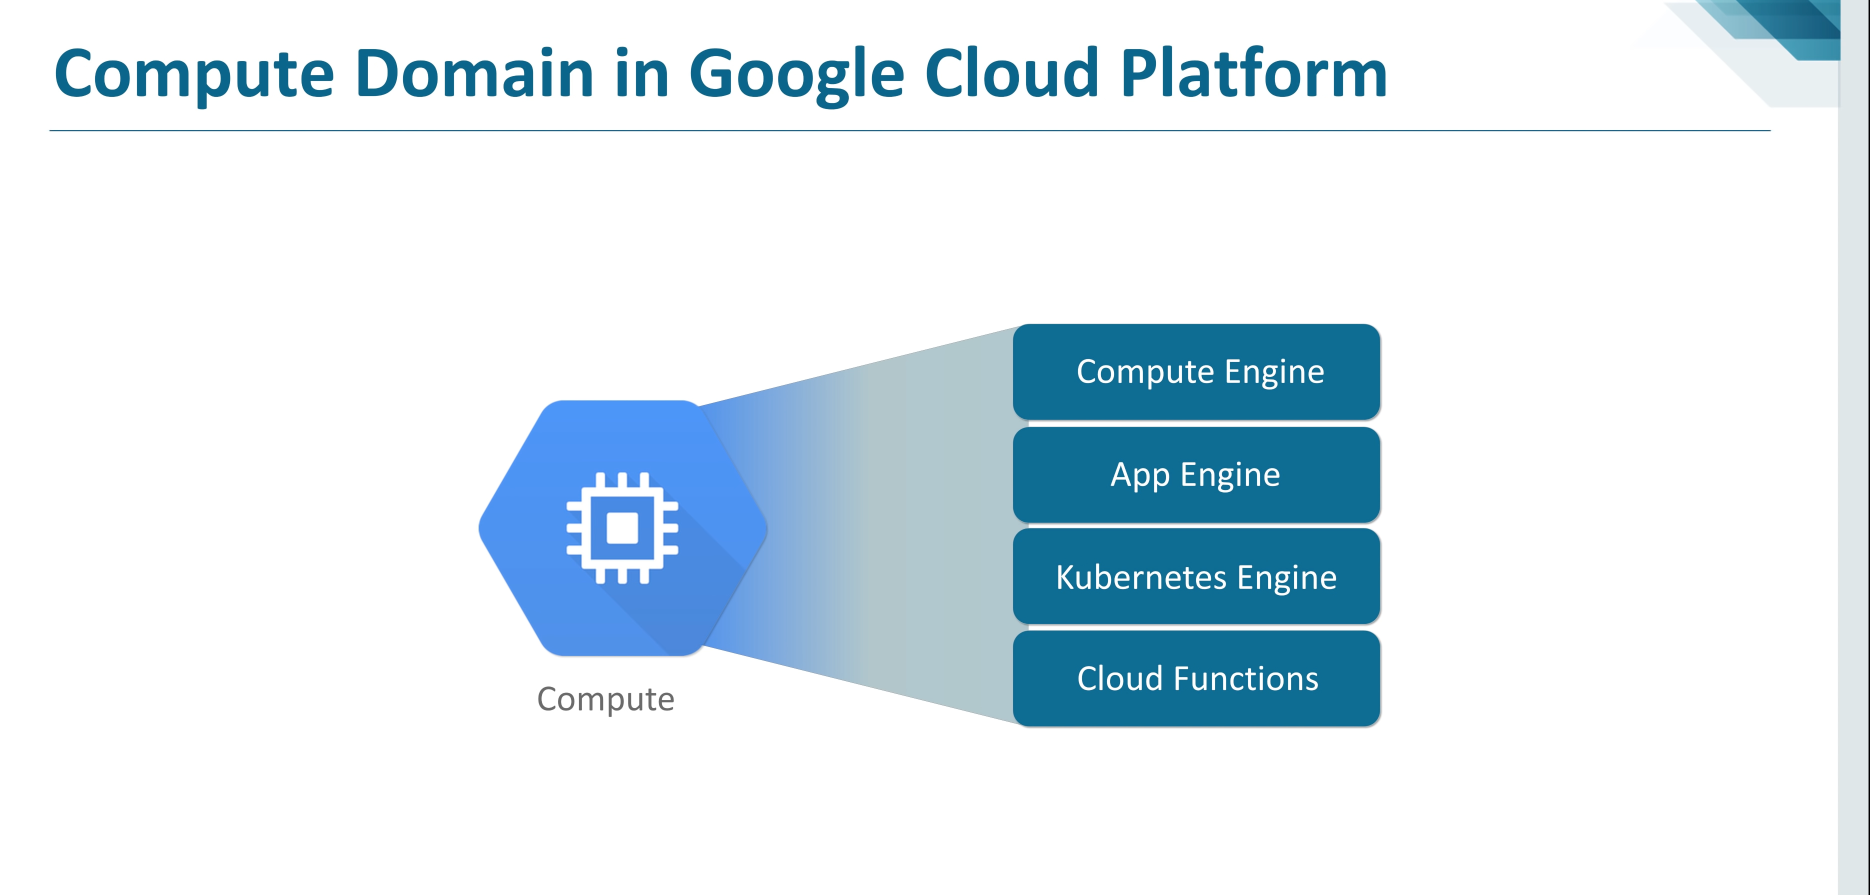 Compute Domain in Google Cloud Platform
Compute
Compute Engine
App Engine
Kubernetes Engine
Cloud Functions